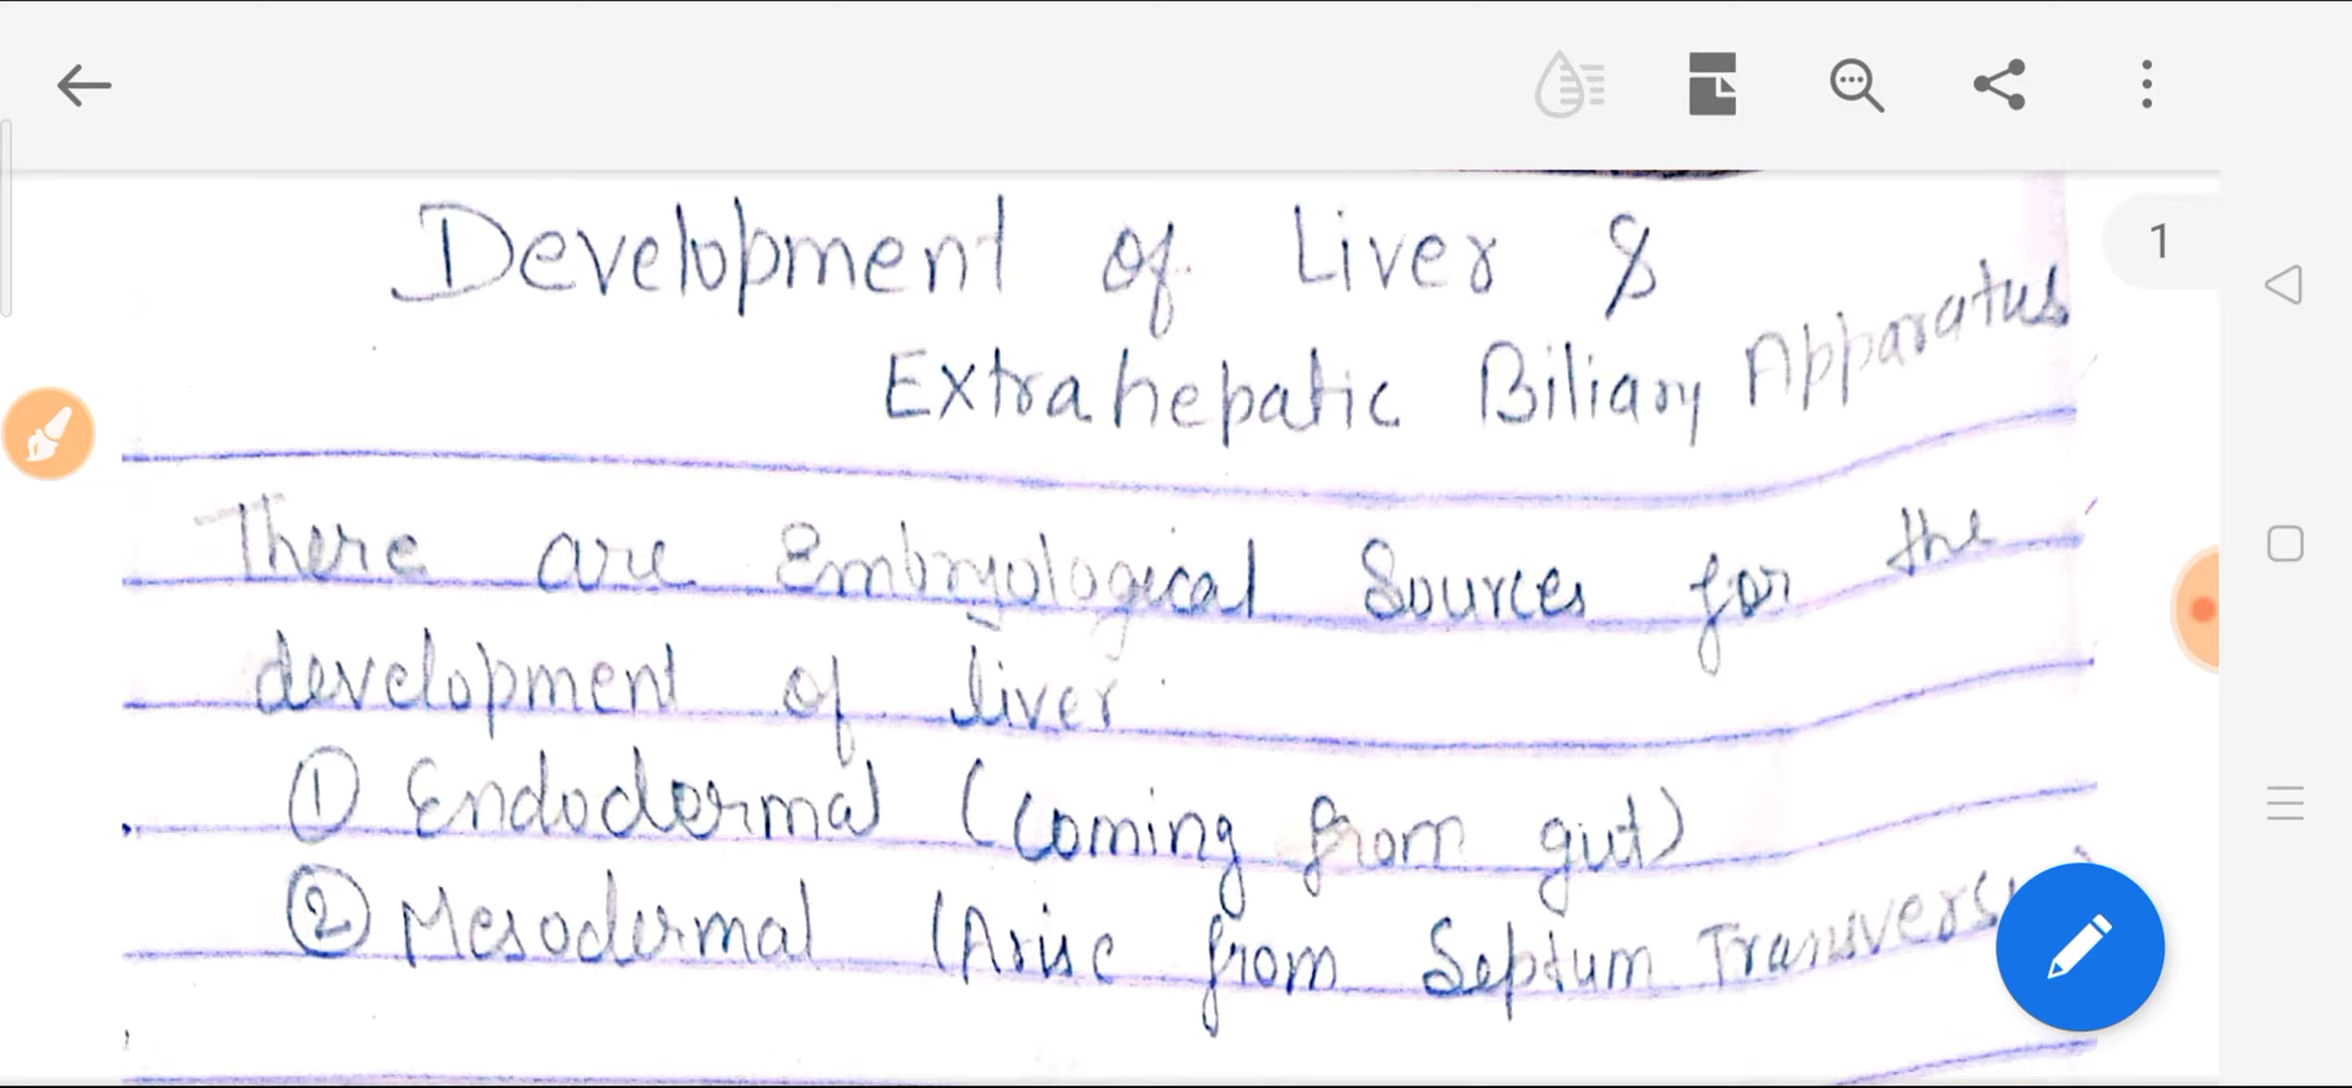 Development of Liver &
Extrahepatic Biliary Apparatus
1
There are Embryological Sources for the
development of liver
① Endodermal (Coming from gut)
② Mesodermal (Arise from Septum Transvers